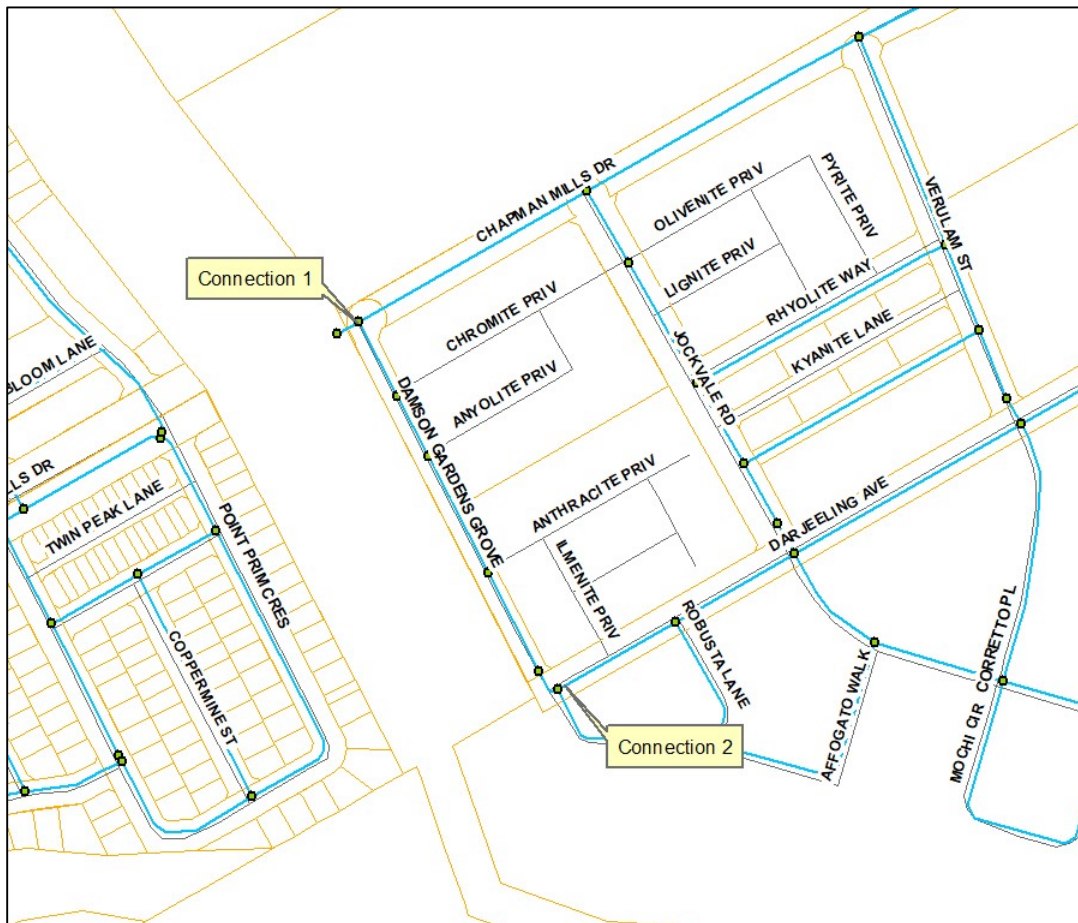 CHAPMAN MILLS DR
OLIVENITE PRIV
PYRITE PRIV
VERULAM ST
Connection 1
LIGNITE PRIV
CHROMITE PRIV
RHYOLITE WAY
KYANITE LANE
BLOOM LANE
ANYOLITE PRIV
JOCKVALE RD
DAMSON GARDENS GROVE
LLS DR
TWIN PEAK LANE
ANTHRACITE PRIV
DARJEELING AVE
POINT PRIM CRES
ILMENITE PRIV
ROBUSTA LANE
COPPERMINE ST
AFFOGATO WALK
CORRETTO PL
MOCHI CIR
Connection 2